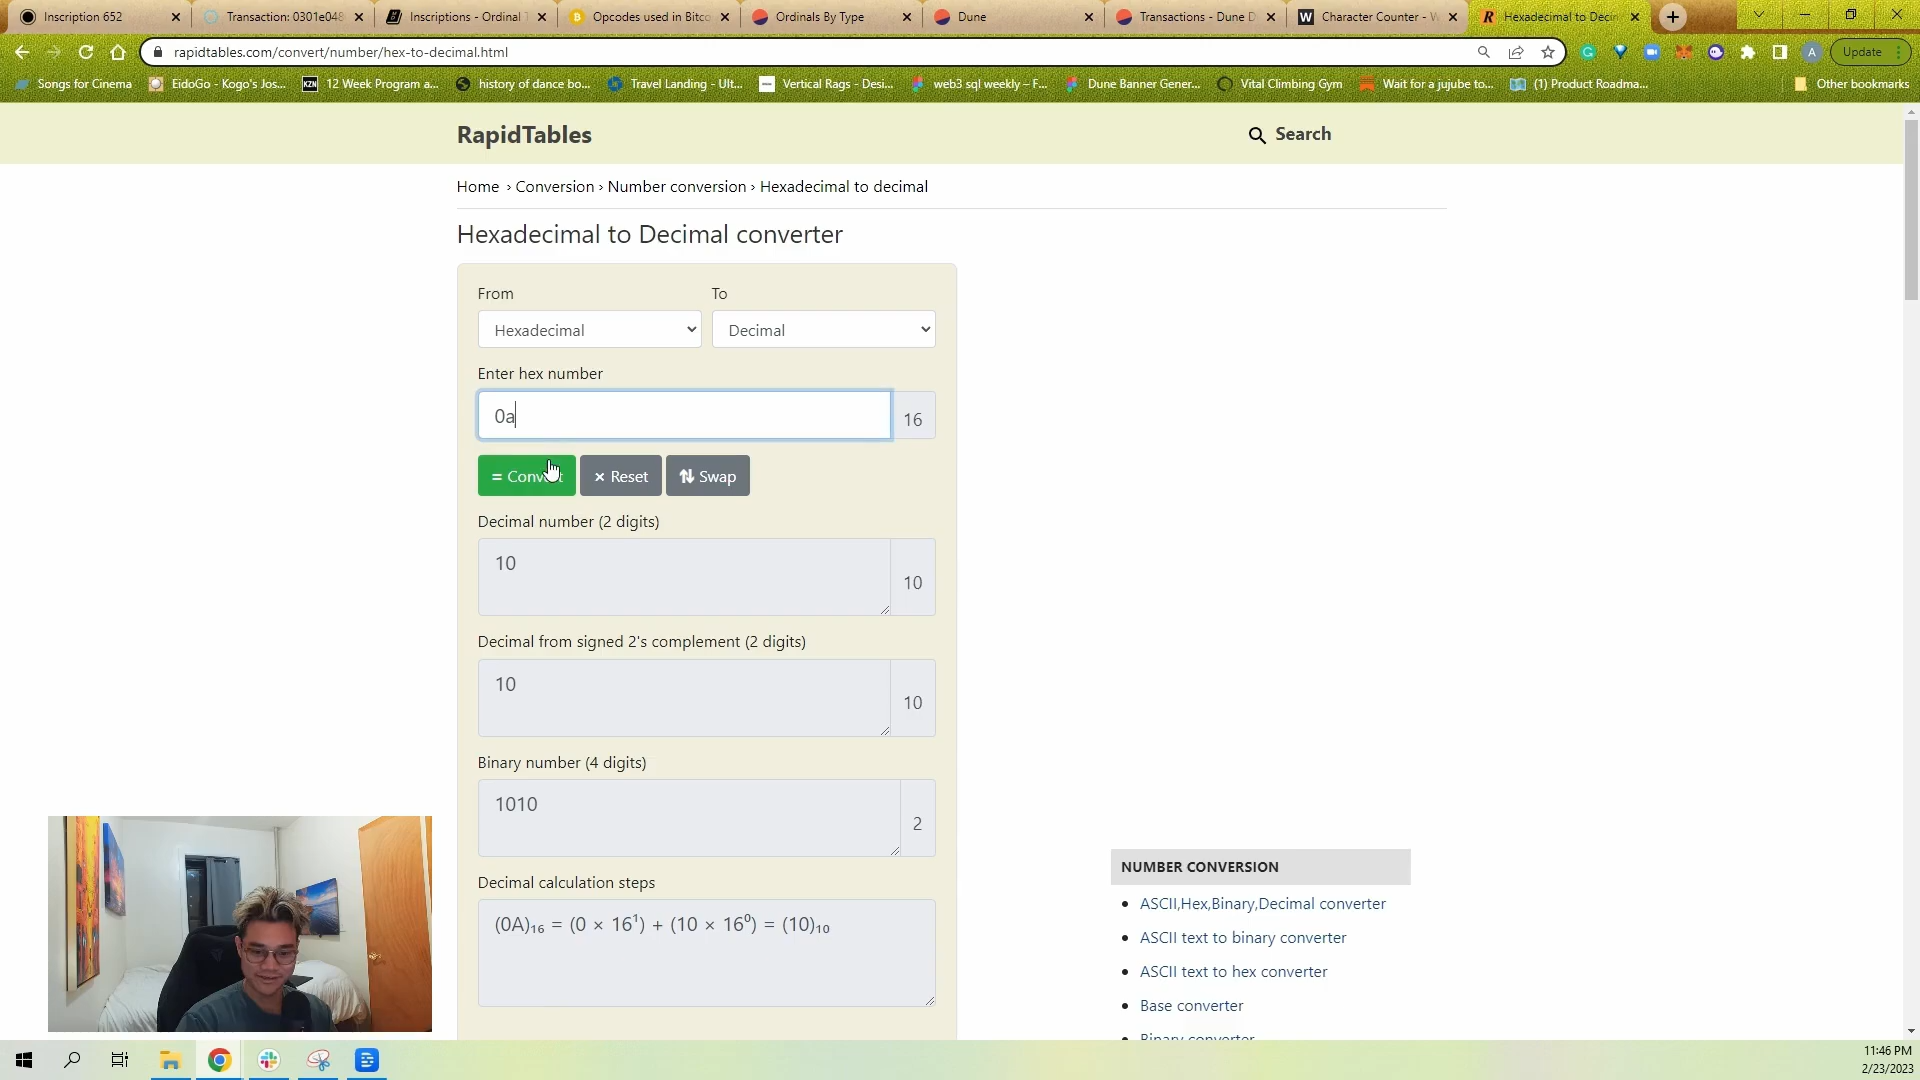 Inscription 652
Transaction: 0301e048
Inscriptions - Ordinal T
Opcodes used in Bitco
Ordinals By Type
Dune
Transactions - Dune D
Character Counter - W
Hexadecimal to Decim
rapidtables.com/convert/number/hex-to-decimal.html
A
Update
Songs for Cinema
EidoGo - Kogo's Jos...
KZN
12 Week Program a...
history of dance bo...
Travel Landing - Ult...
Vertical Rags - Desi...
web3 sql weekly – F...
Dune Banner Gener...
Vital Climbing Gym
Wait for a jujube to...
(1) Product Roadma...
Other bookmarks
RapidTables
Search
Home › Conversion › Number conversion › Hexadecimal to decimal
Hexadecimal to Decimal converter
From
To
Hexadecimal
Decimal
Enter hex number
0a
16
= Conv
× Reset
Swap
Decimal number (2 digits)
10
10
Decimal from signed 2's complement (2 digits)
10
10
Binary number (4 digits)
1010
2
Decimal calculation steps
(0A)₁₆ = (0 × 16¹) + (10 × 16⁰) = (10)₁₀
NUMBER CONVERSION
ASCII,Hex,Binary,Decimal converter
ASCII text to binary converter
ASCII text to hex converter
Base converter
Binary converter
11:46 PM
2/23/2023